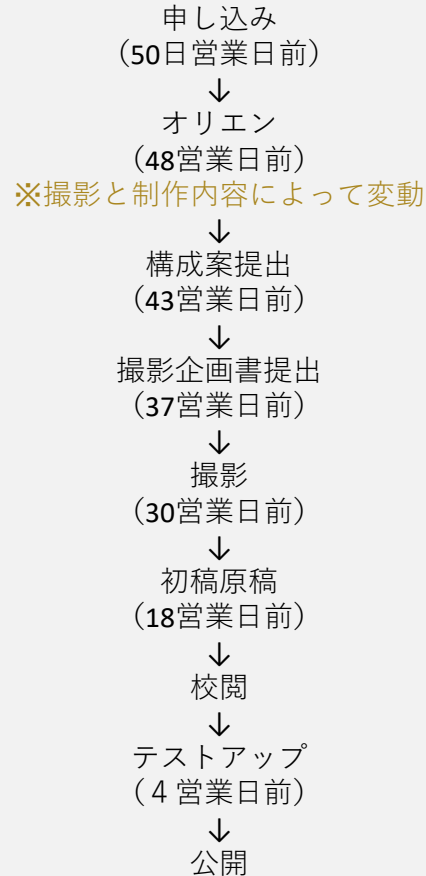 申し込み
（50日営業日前）
↓
オリエン
（48営業日前）
※撮影と制作内容によって変動
↓
構成案提出
（43営業日前）
↓
撮影企画書提出
（37営業日前）
↓
撮影
（30営業日前）
↓
初稿原稿
（18営業日前）
↓
校閲
↓
テストアップ
（４営業日前）
↓
公開